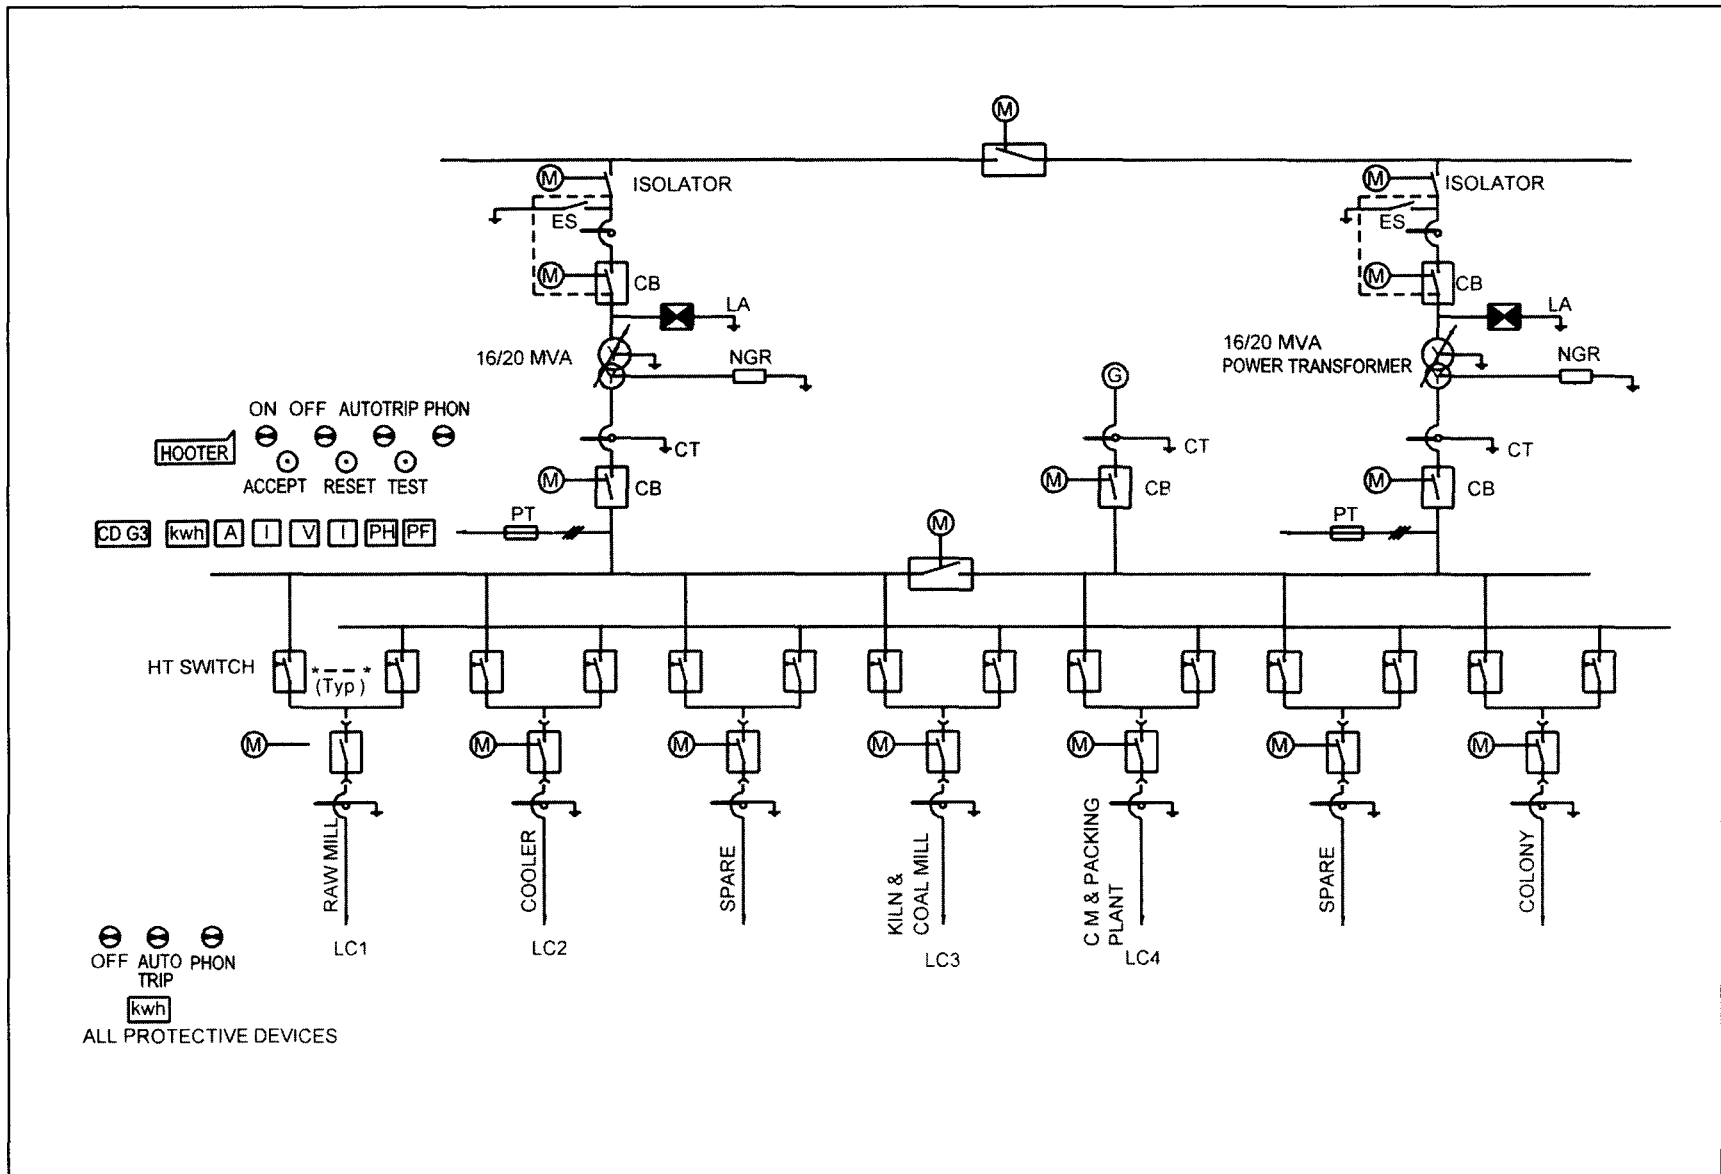 M
M ISOLATOR
M ISOLATOR
ES
ES
M CB
M CB
LA
LA
16/20 MVA
NGR
16/20 MVA
POWER TRANSFORMER
NGR
G
ON OFF AUTOTRIP PHON
HOOTER
ACCEPT RESET TEST
CT
CT
CT
M CB
M CB
M CB
CD G3 kwh A I V I PH PF
PT
M
PT
HT SWITCH
*---*
(Typ)
M
M
M
M
M
M
M
RAW MILL
COOLER
SPARE
KILN &
COAL MILL
C M & PACKING
PLANT
SPARE
COLONY
LC1
LC2
LC3
LC4
OFF AUTO PHON
TRIP
kwh
ALL PROTECTIVE DEVICES